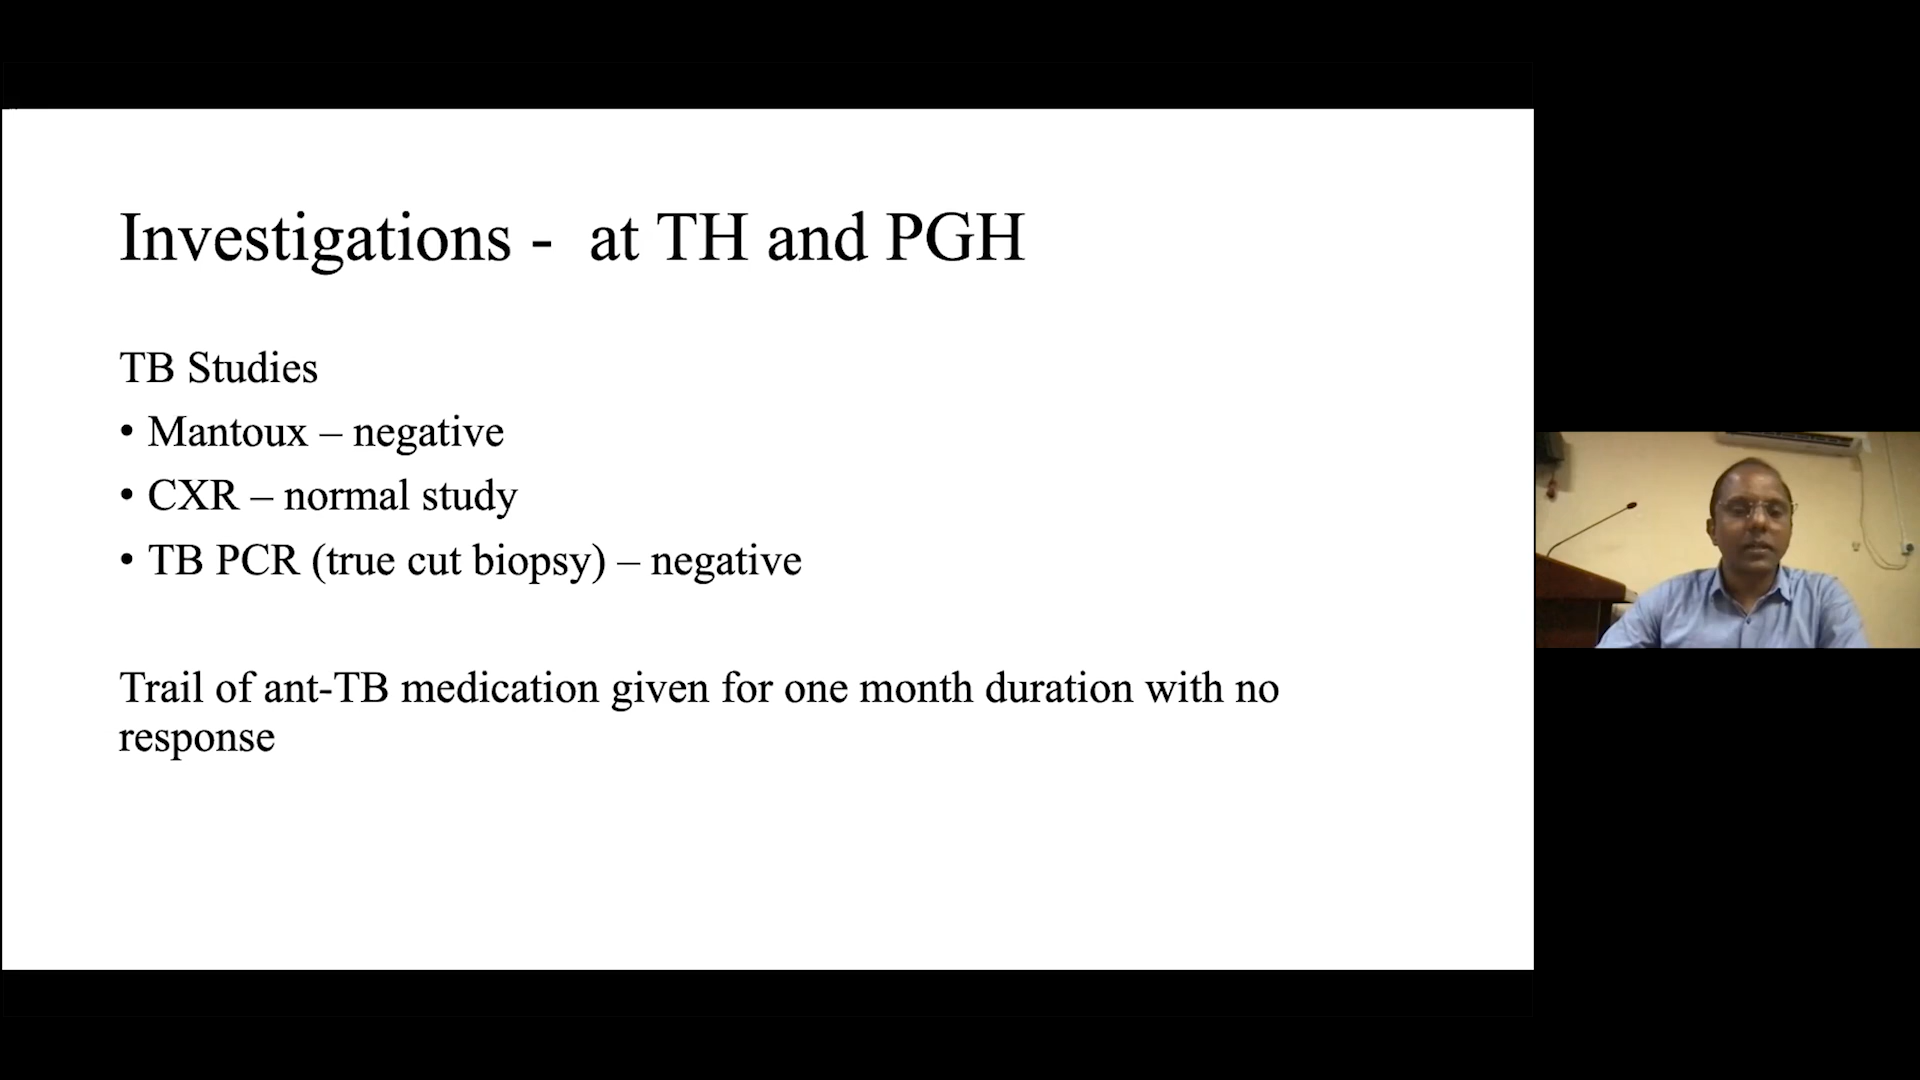 Investigations -  at TH and PGH
TB Studies
• Mantoux – negative
• CXR – normal study
• TB PCR (true cut biopsy) – negative
Trail of ant-TB medication given for one month duration with no
response